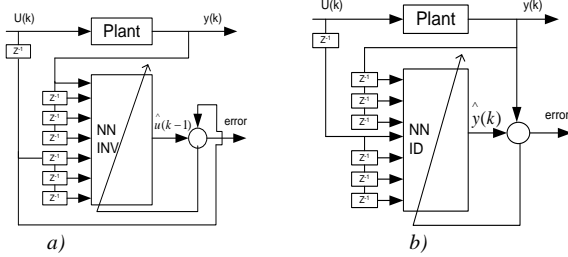 U(k)
Plant
y(k)
Z-1
Z-1
Z-1
Z-1
Z-1
Z-1
Z-1
NN
INV
û(k−1)
error
a)
U(k)
Plant
y(k)
Z-1
Z-1
Z-1
Z-1
Z-1
Z-1
Z-1
NN
ID
ŷ(k)
error
b)